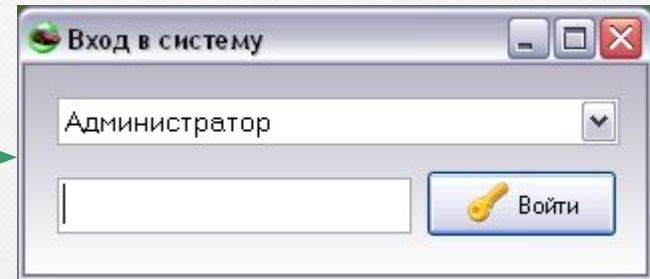 Вход в систему
Администратор
Войти